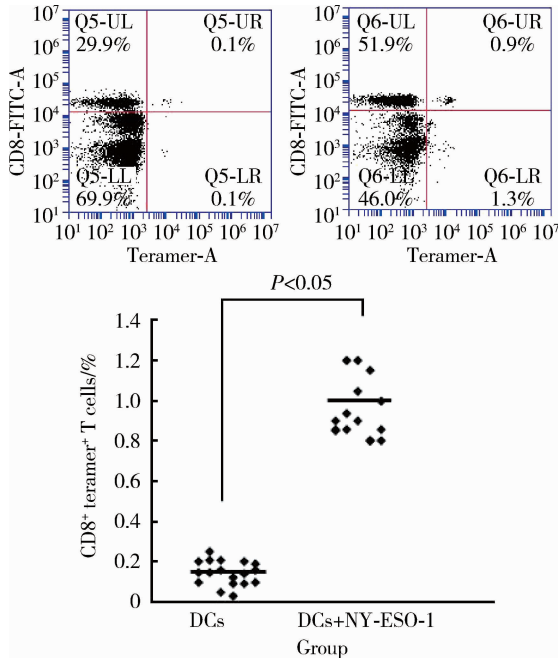 Q5-UL Q5-UR
29.9% 0.1%
Q5-LL Q5-LR
69.9% 0.1%
10⁷
10⁶
10⁵
10⁴
10³
10²
10¹
CD8-FITC-A
10¹ 10² 10³ 10⁴ 10⁵ 10⁶ 10⁷
Teramer-A
Q6-UL Q6-UR
51.9% 0.9%
Q6-LL Q6-LR
46.0% 1.3%
10⁷
10⁶
10⁵
10⁴
10³
10²
10¹
CD8-FITC-A
10¹ 10² 10³ 10⁴ 10⁵ 10⁶ 10⁷
Teramer-A
P<0.05
1.4
1.2
1.0
0.8
0.6
0.4
0.2
0
CD8⁺ teramer⁺ T cells/%
DCs DCs+NY-ESO-1
Group